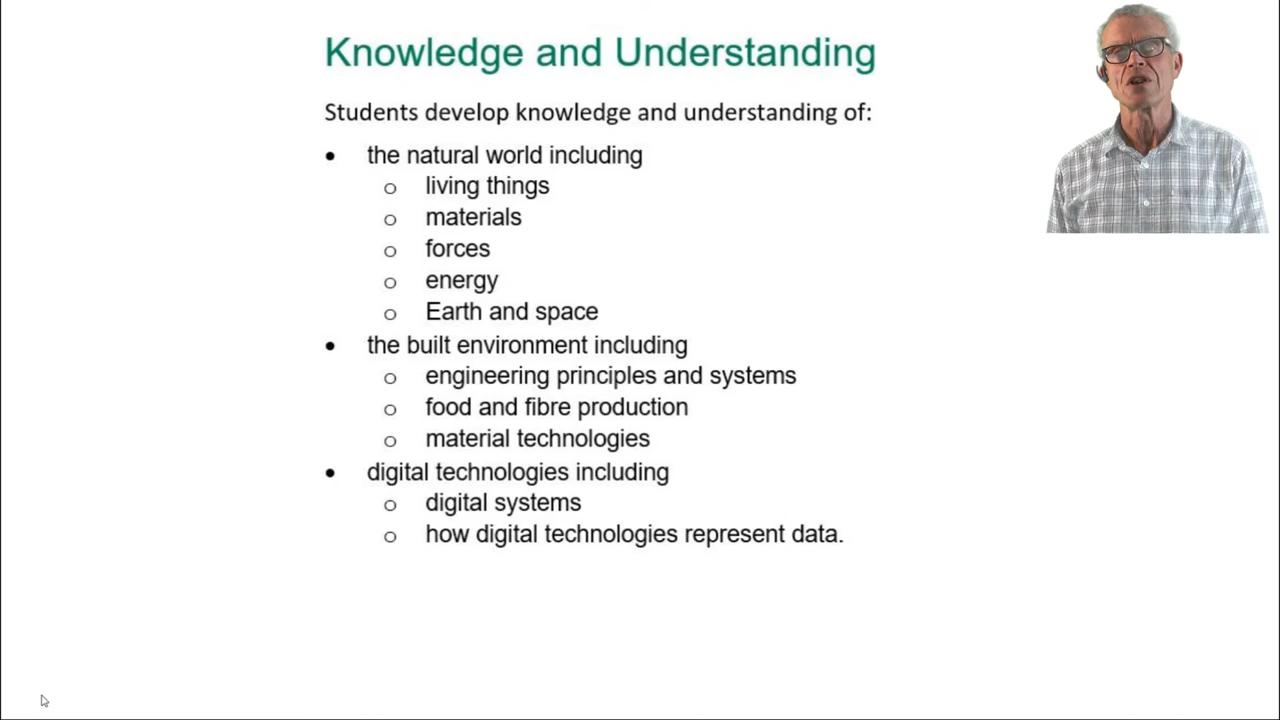 Knowledge and Understanding
Students develop knowledge and understanding of:
• the natural world including
o living things
o materials
o forces
o energy
o Earth and space
• the built environment including
o engineering principles and systems
o food and fibre production
o material technologies
• digital technologies including
o digital systems
o how digital technologies represent data.